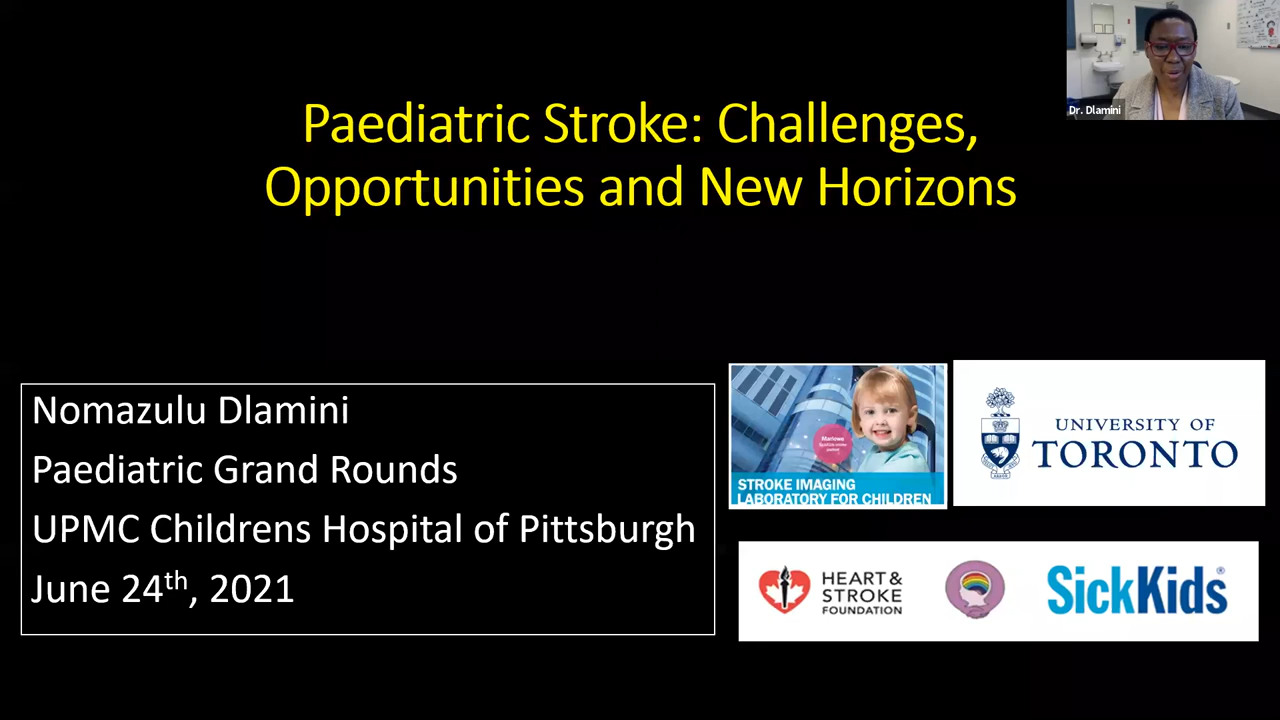 Dr. Dlamini
Paediatric Stroke: Challenges,
Opportunities and New Horizons
Nomazulu Dlamini
Paediatric Grand Rounds
UPMC Childrens Hospital of Pittsburgh
June 24th, 2021
Marlowe
STROKE IMAGING
LABORATORY FOR CHILDREN
UNIVERSITY OF
TORONTO
HEART &
STROKE
FOUNDATION
SickKids®